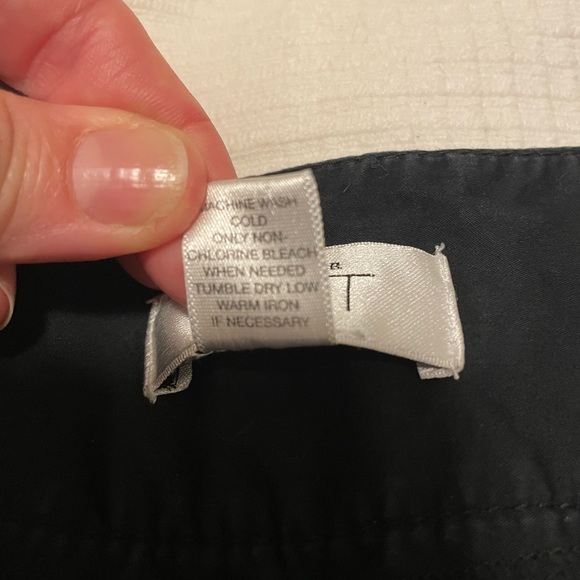 MACHINE WASH
COLD
ONLY NON-
CHLORINE BLEACH
WHEN NEEDED
TUMBLE DRY LOW
WARM IRON
IF NECESSARY
n
T